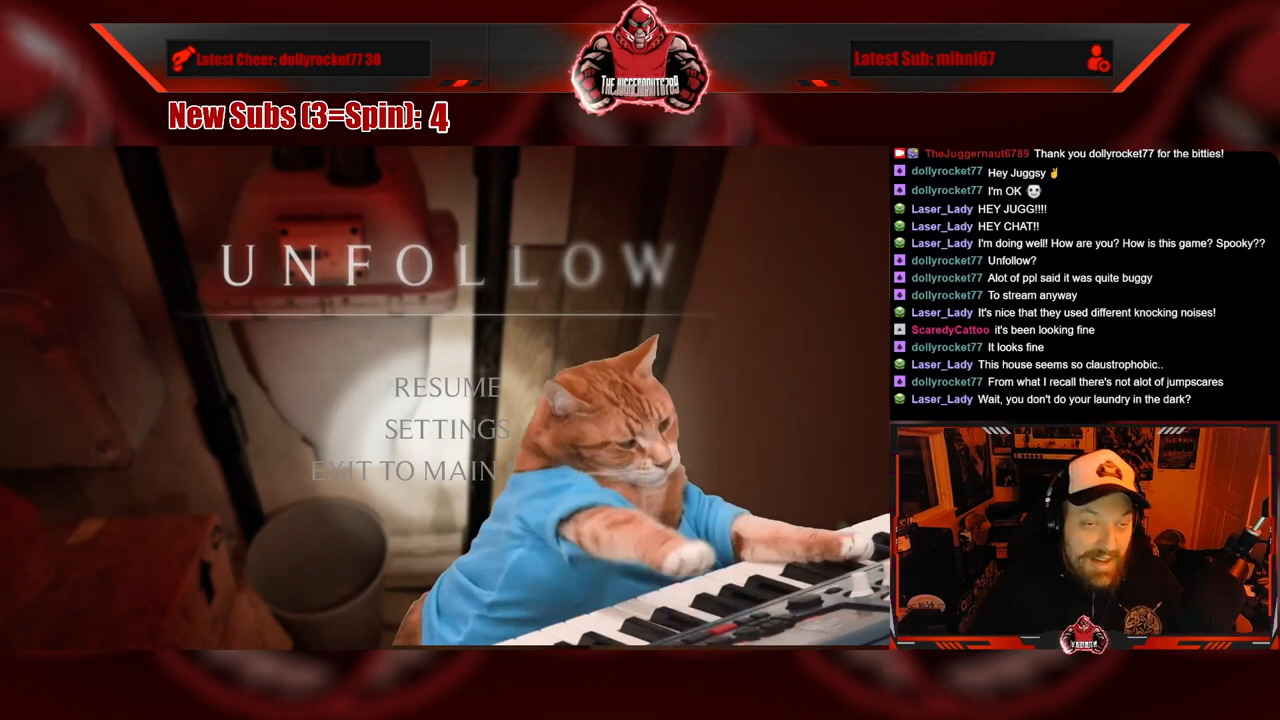 Latest Cheer: dollyrocket77 30
THEJUGGERNAUT6789
Latest Sub: mihni67
New Subs (3=Spin): 4
UNFOLLOW
RESUME
SETTINGS
EXIT TO MAIN
TheJuggernaut6789 Thank you dollyrocket77 for the bitties!
dollyrocket77 Hey Juggsy ✌
dollyrocket77 I'm OK
Laser_Lady HEY JUGG!!!!
Laser_Lady HEY CHAT!!
Laser_Lady I'm doing well! How are you? How is this game? Spooky??
dollyrocket77 Unfollow?
dollyrocket77 Alot of ppl said it was quite buggy
dollyrocket77 To stream anyway
Laser_Lady It's nice that they used different knocking noises!
ScaredyCattoo it's been looking fine
dollyrocket77 It looks fine
Laser_Lady This house seems so claustrophobic..
dollyrocket77 From what I recall there's not alot of jumpscares
Laser_Lady Wait, you don't do your laundry in the dark?